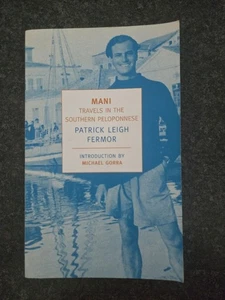 MANI
TRAVELS IN THE
SOUTHERN PELOPONNESE
PATRICK LEIGH
FERMOR
INTRODUCTION BY
MICHAEL GORRA